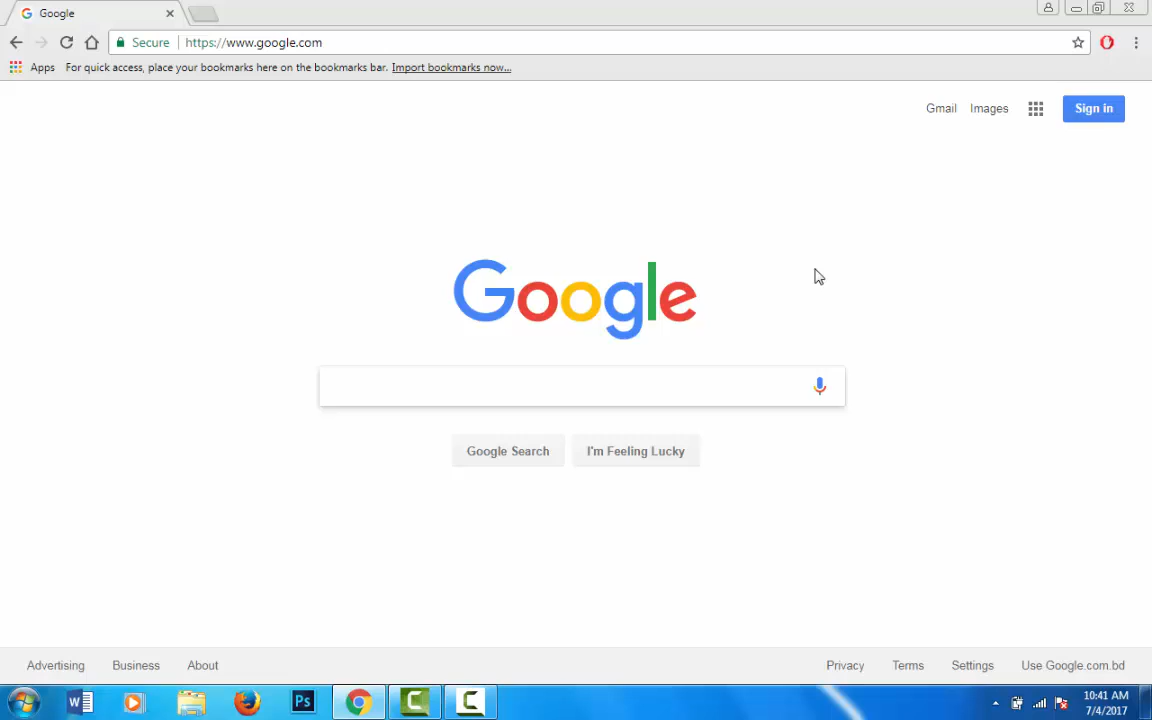 Google
Secure https://www.google.com
Apps For quick access, place your bookmarks here on the bookmarks bar. Import bookmarks now...
Gmail Images Sign in
Google
Google Search I'm Feeling Lucky
Advertising Business About Privacy Terms Settings Use Google.com.bd
W Ps C C 10:41 AM
7/4/2017